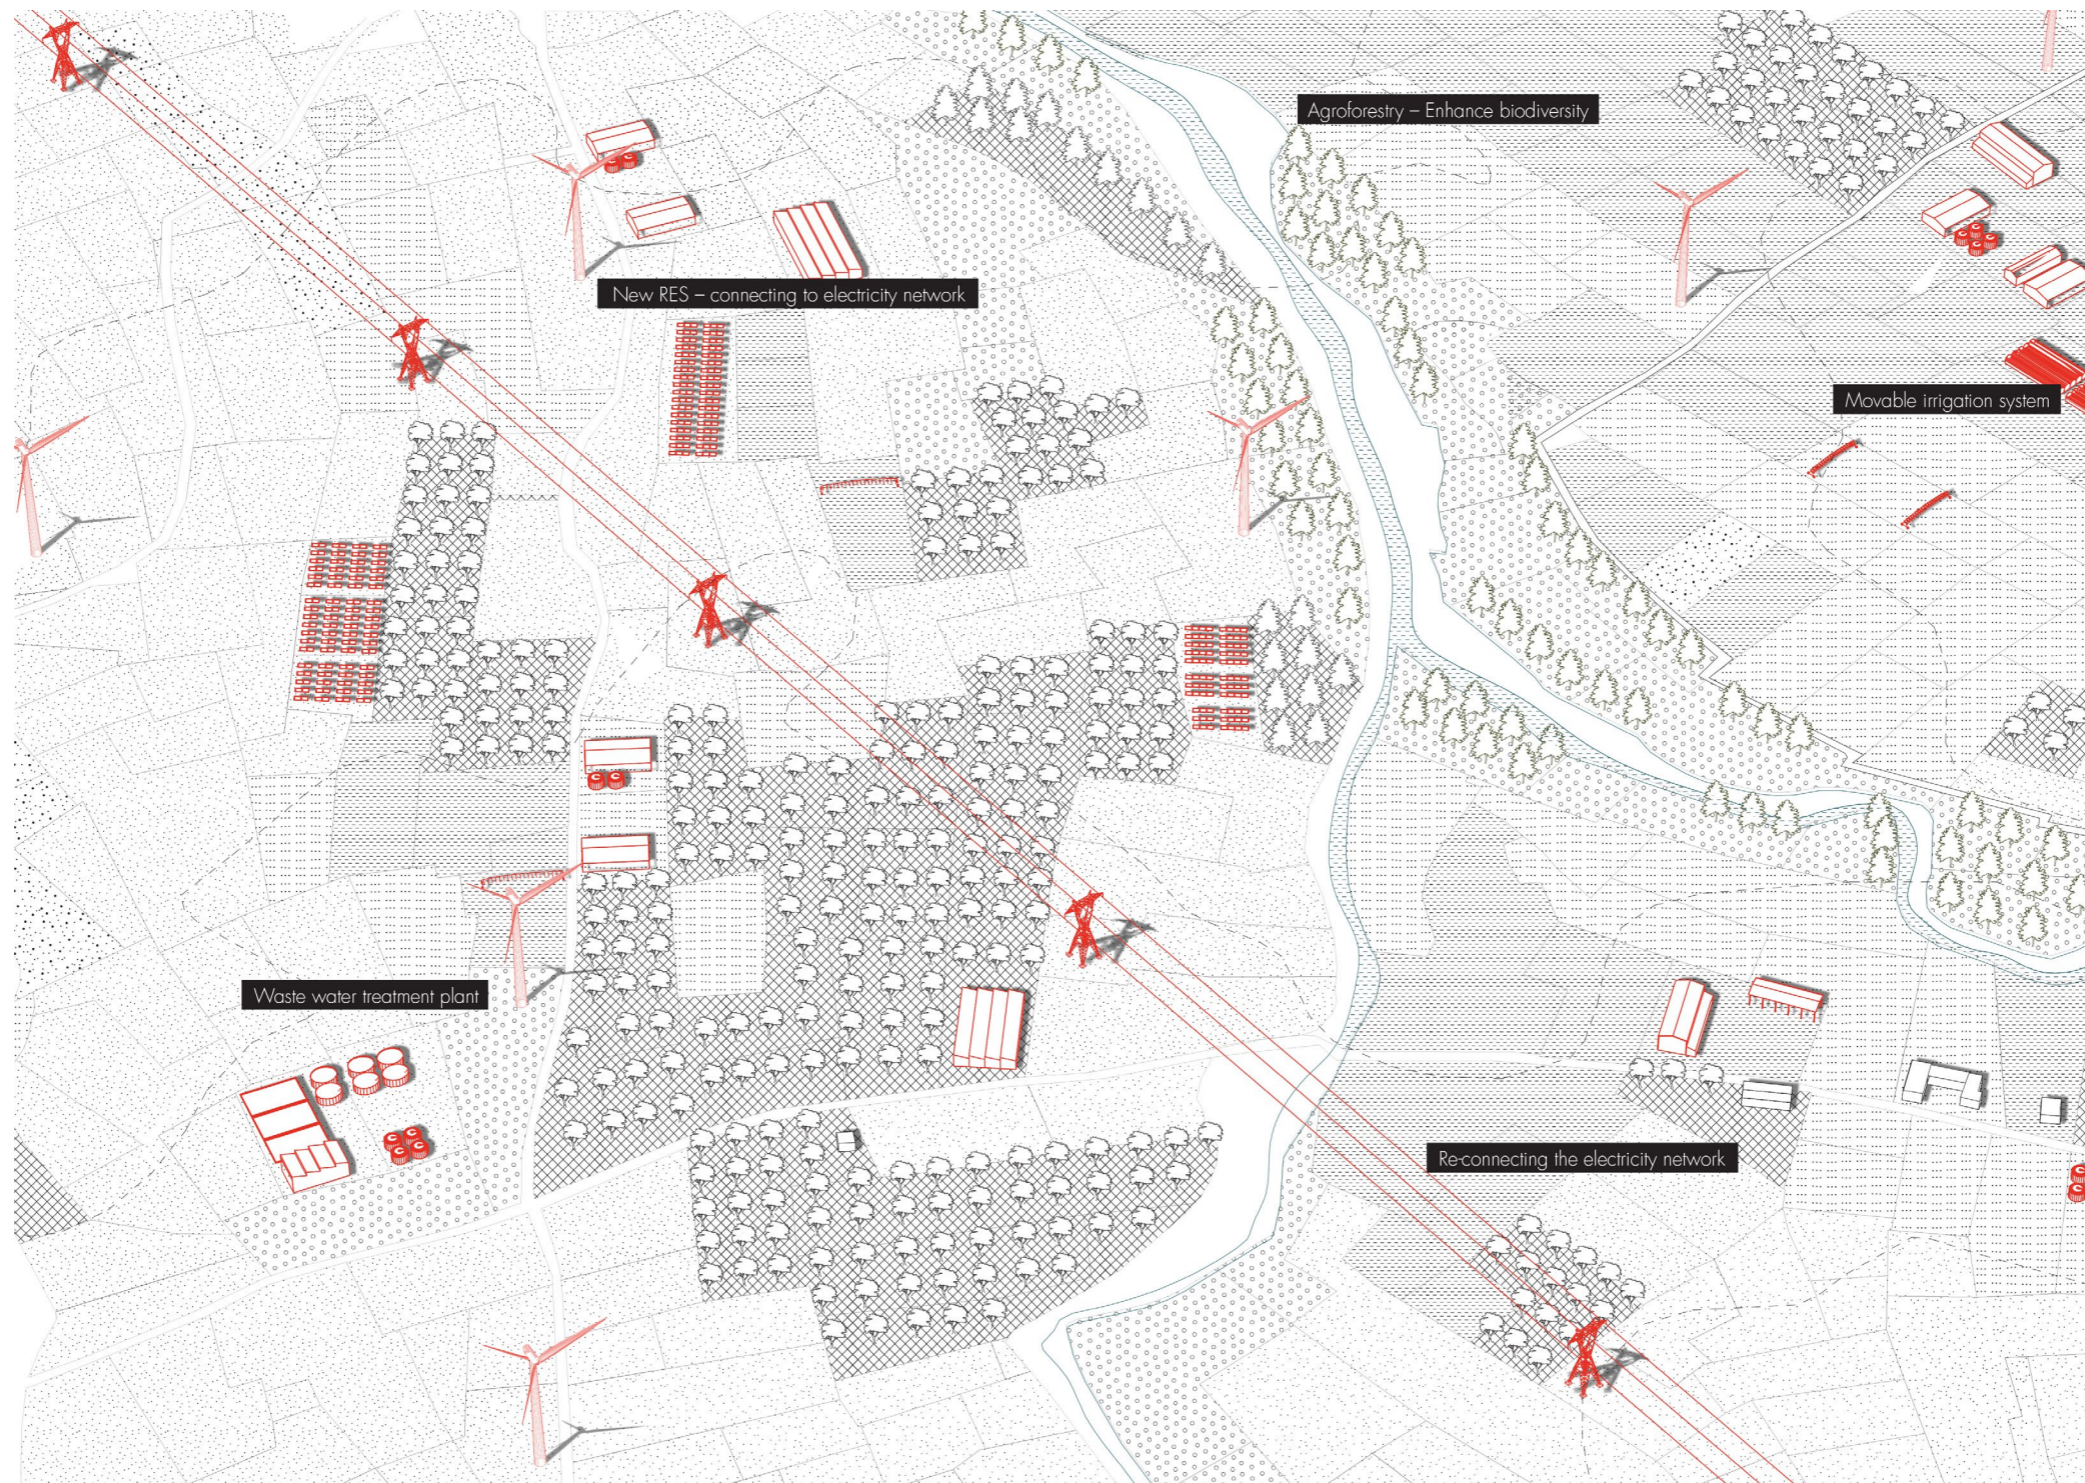 Agroforestry – Enhance biodiversity
New RES – connecting to electricity network
Movable irrigation system
Waste water treatment plant
Re-connecting the electricity network